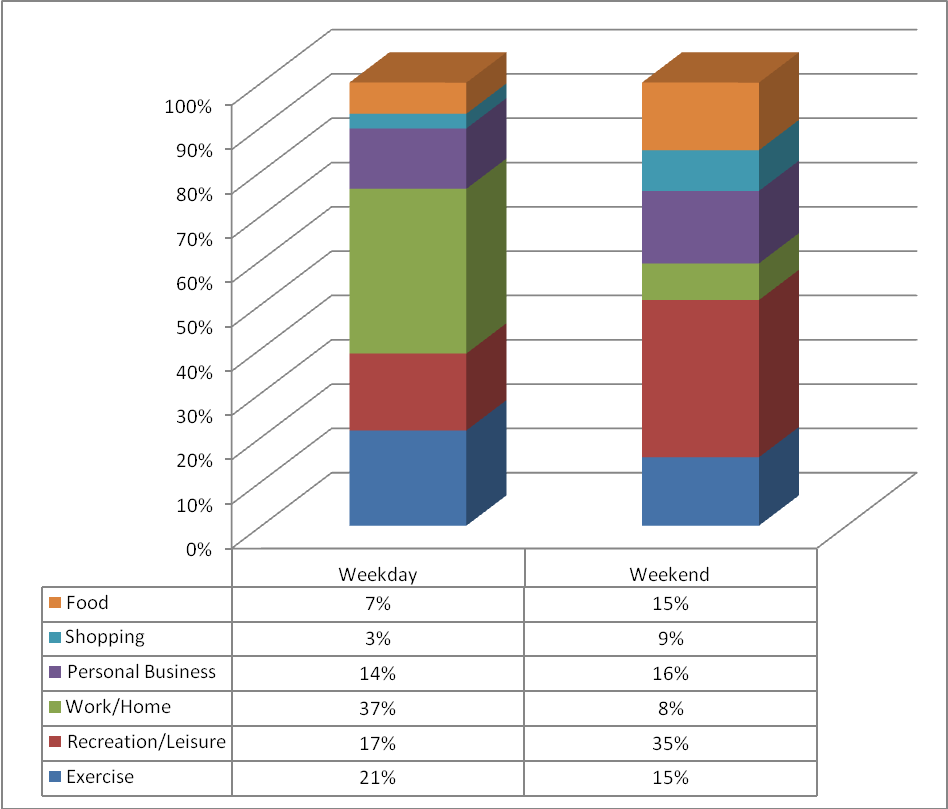 100%
90%
80%
70%
60%
50%
40%
30%
20%
10%
0%
Weekday Weekend
Food 7% 15%
Shopping 3% 9%
Personal Business 14% 16%
Work/Home 37% 8%
Recreation/Leisure 17% 35%
Exercise 21% 15%